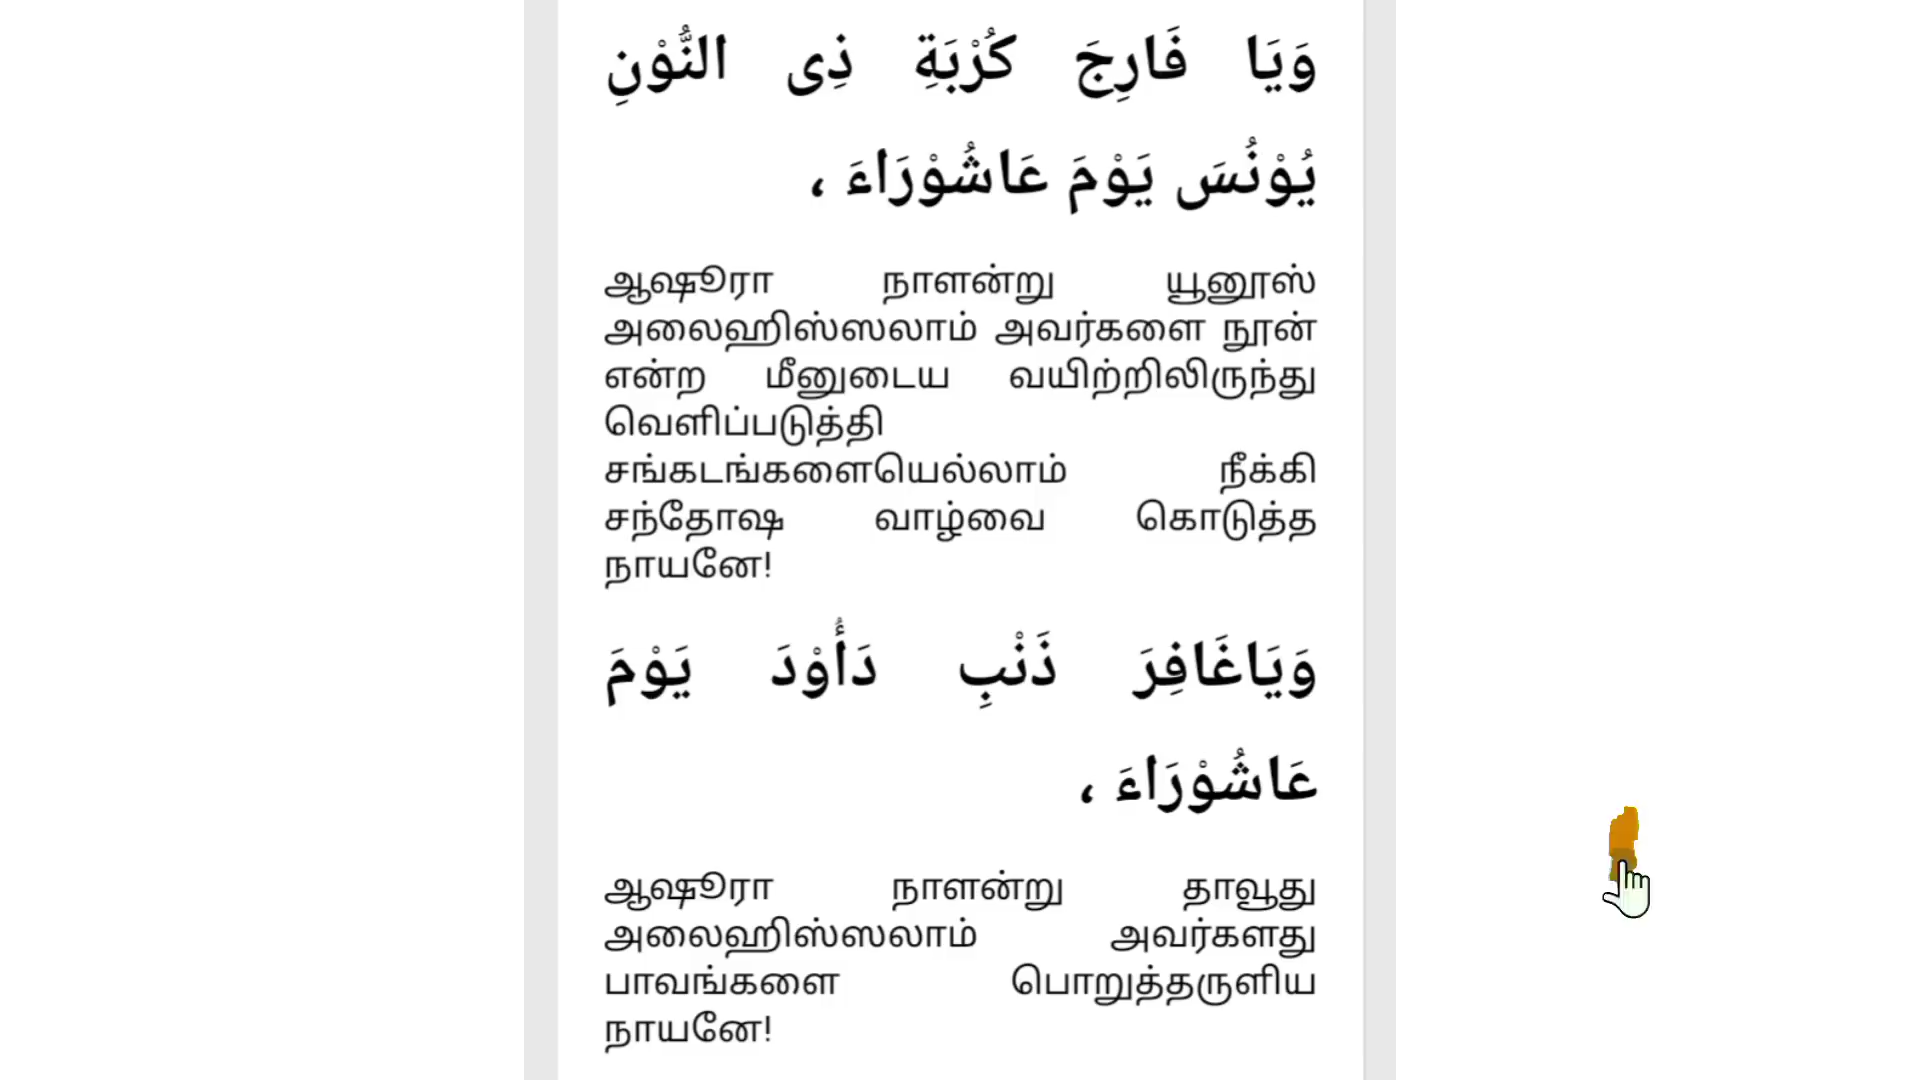 وَيَا فَارِجَ كُرْبَةِ ذِى النُّوْنِ
يُوْنُسَ يَوْمَ عَاشُوْرَاءَ ،
ஆஷூரா நாளன்று யூனூஸ்
அலைஹிஸ்ஸலாம் அவர்களை நூன்
என்ற மீனுடைய வயிற்றிலிருந்து
வெளிப்படுத்தி
சங்கடங்களையெல்லாம் நீக்கி
சந்தோஷ வாழ்வை கொடுத்த
நாயனே!
وَيَاغَافِرَ ذَنْبِ دَأُوْدَ يَوْمَ
عَاشُوْرَاءَ ،
ஆஷூரா நாளன்று தாவூது
அலைஹிஸ்ஸலாம் அவர்களது
பாவங்களை பொறுத்தருளிய
நாயனே!